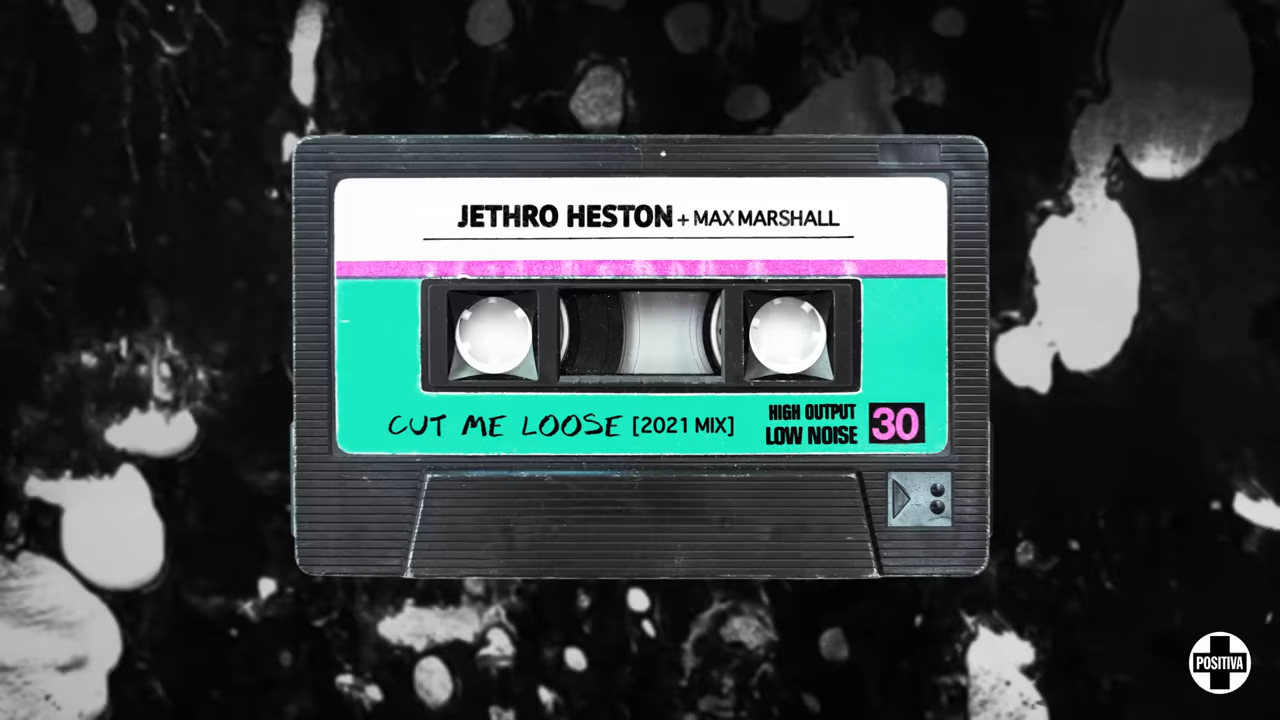 JETHRO HESTON + MAX MARSHALL
CUT ME LOOSE [2021 MIX]
HIGH OUTPUT
LOW NOISE
30
POSITIVA